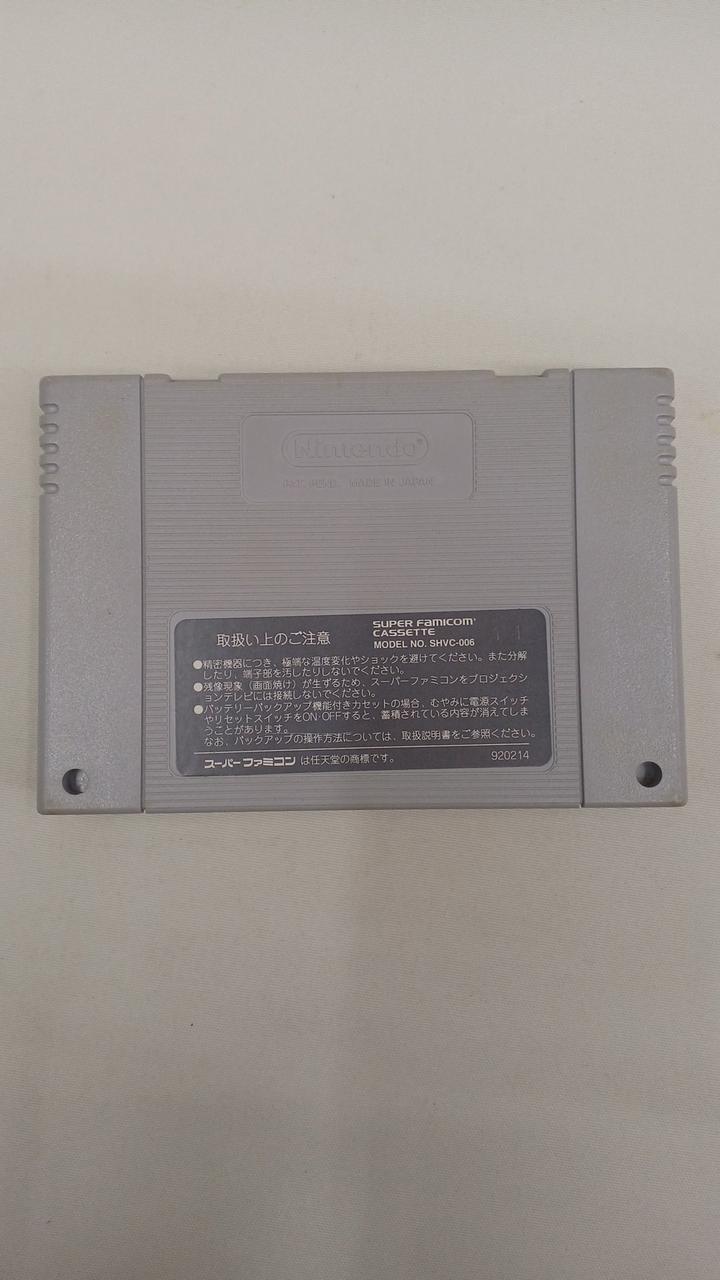 Nintendo®
PAT. PEND. MADE IN JAPAN
取扱い上のご注意
SUPER FAMICOM
CASSETTE
MODEL NO. SHVC-006
11
●精密機器につき、極端な温度変化やショックを避けてください。また分解
したり、端子部を汚したりしないでください。
●残像現象（画面焼け）が生ずるため、スーパーファミコンをプロジェクシ
ョンテレビには接続しないでください。
●バッテリーバックアップ機能付きカセットの場合、むやみに電源スイッチ
やリセットスイッチをON·OFFすると、蓄積されている内容が消えてしま
うことがあります。
なお、バックアップの操作方法については、取扱説明書をご参照ください。
スーパーファミコン は任天堂の商標です。
920214